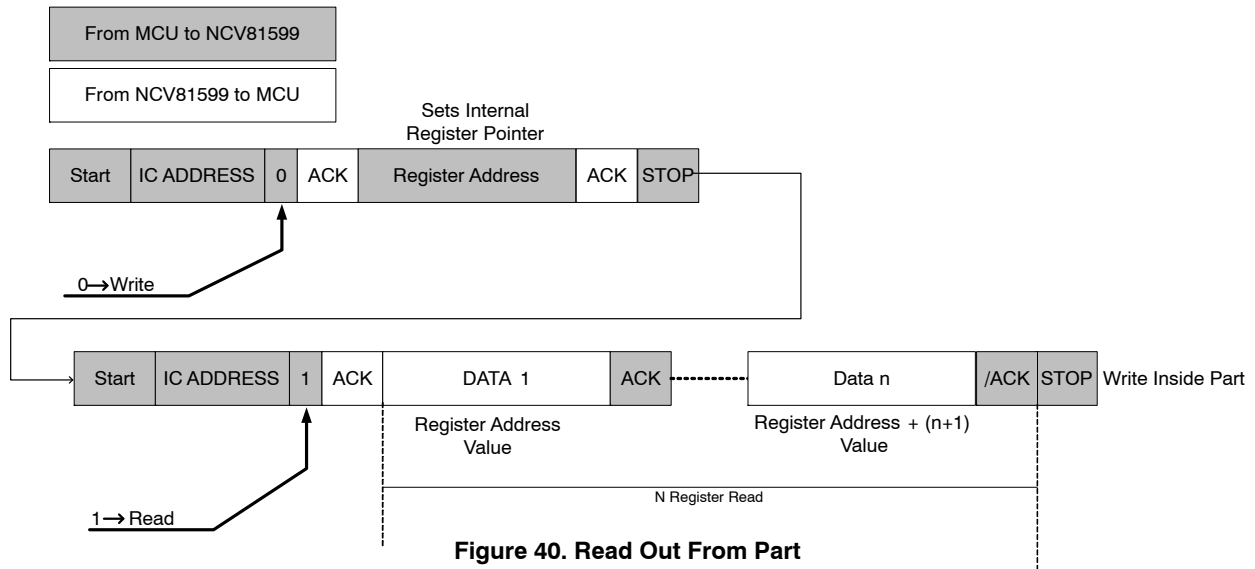 From MCU to NCV81599
From NCV81599 to MCU
Sets Internal
Register Pointer
Start IC ADDRESS 0 ACK Register Address ACK STOP
0→Write
Start IC ADDRESS 1 ACK DATA 1 ACK Data n /ACK STOP Write Inside Part
Register Address
Value
Register Address + (n+1)
Value
N Register Read
1→Read
Figure 40. Read Out From Part